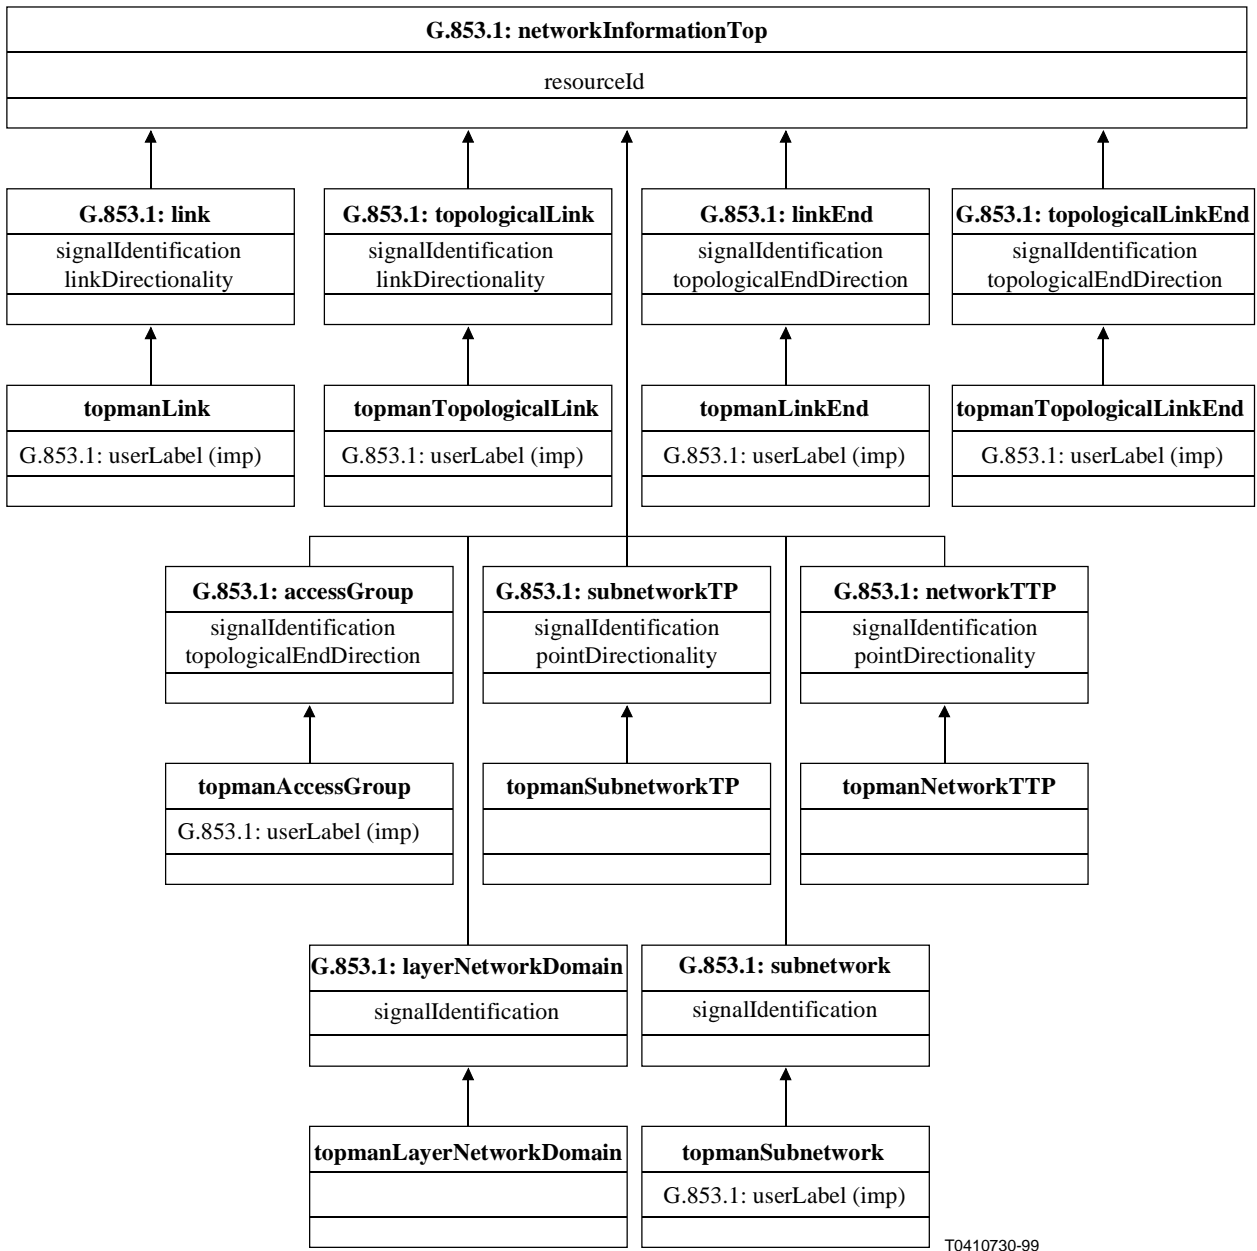 G.853.1: networkInformationTop
resourceId
G.853.1: link
signalIdentification
linkDirectionality
G.853.1: topologicalLink
signalIdentification
linkDirectionality
G.853.1: linkEnd
signalIdentification
topologicalEndDirection
G.853.1: topologicalLinkEnd
signalIdentification
topologicalEndDirection
topmanLink
G.853.1: userLabel (imp)
topmanTopologicalLink
G.853.1: userLabel (imp)
topmanLinkEnd
G.853.1: userLabel (imp)
topmanTopologicalLinkEnd
G.853.1: userLabel (imp)
G.853.1: accessGroup
signalIdentification
topologicalEndDirection
G.853.1: subnetworkTP
signalIdentification
pointDirectionality
G.853.1: networkTTP
signalIdentification
pointDirectionality
topmanAccessGroup
G.853.1: userLabel (imp)
topmanSubnetworkTP
topmanNetworkTTP
G.853.1: layerNetworkDomain
signalIdentification
G.853.1: subnetwork
signalIdentification
topmanLayerNetworkDomain
topmanSubnetwork
G.853.1: userLabel (imp)
T0410730-99